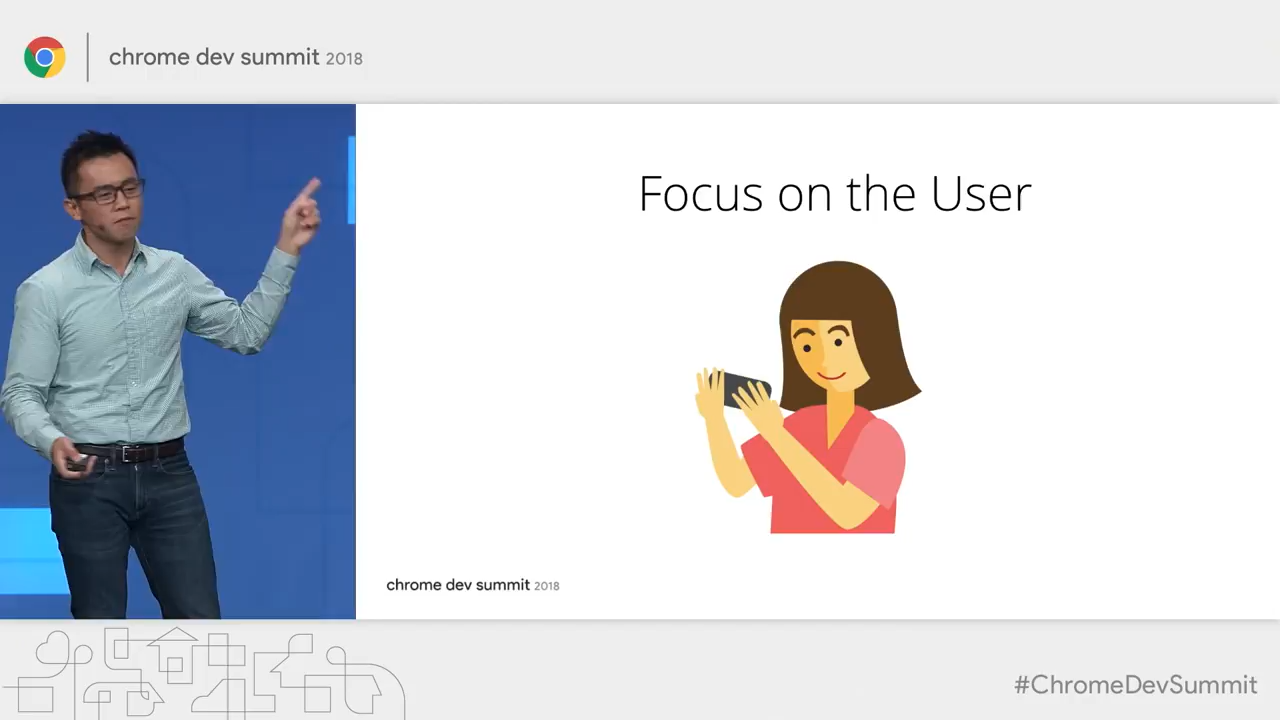 chrome dev summit 2018
Focus on the User
chrome dev summit 2018
#ChromeDevSummit